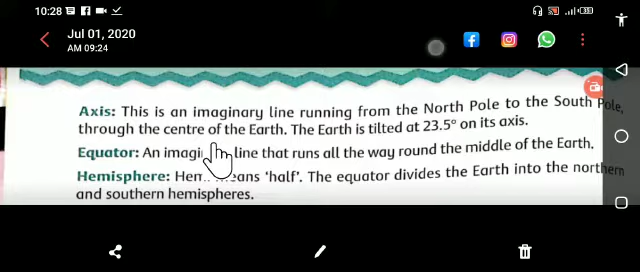 10:28
Jul 01, 2020
AM 09:24
Axis: This is an imaginary line running from the North Pole to the South Pole,
through the centre of the Earth. The Earth is tilted at 23.5° on its axis.
Equator: An imagi line that runs all the way round the middle of the Earth.
Hemisphere: Hem means 'half'. The equator divides the Earth into the northern
and southern hemispheres.